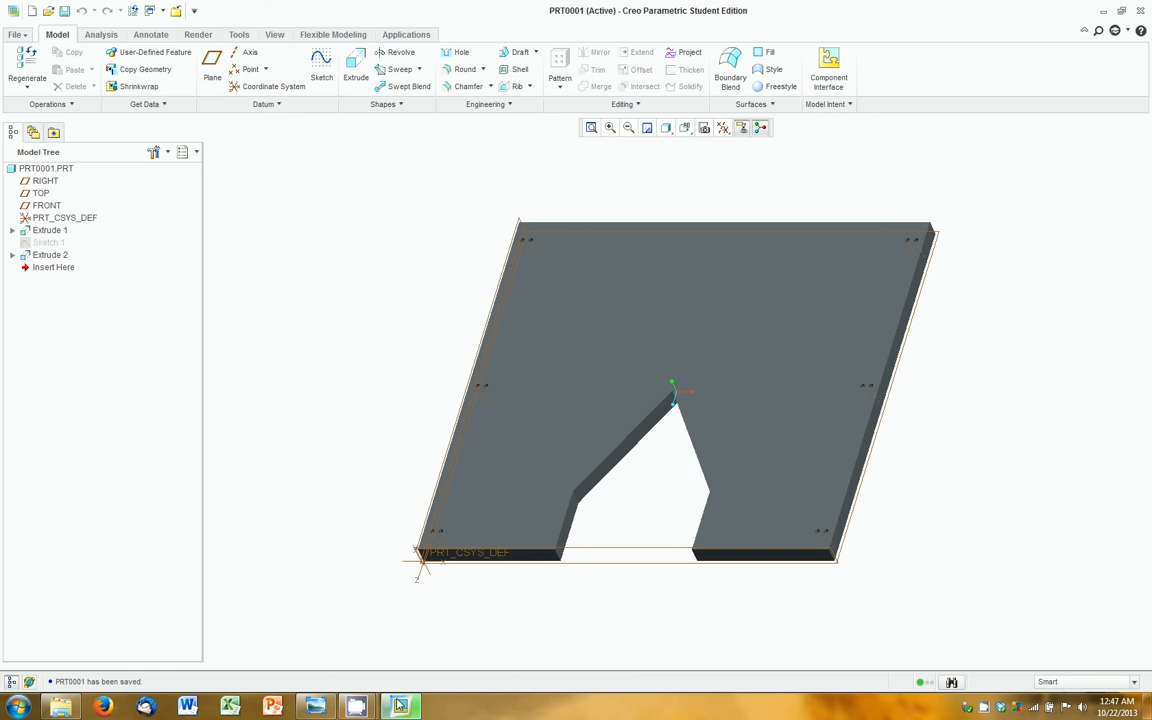 PRT0001 (Active) - Creo Parametric Student Edition
File Model Analysis Annotate Render Tools View Flexible Modeling Applications
Regenerate
Copy
Paste
Delete
Operations
User-Defined Feature
Copy Geometry
Shrinkwrap
Get Data
Plane
Axis
Point
Coordinate System
Sketch
Datum
Extrude
Revolve
Sweep
Swept Blend
Shapes
Hole
Round
Chamfer
Draft
Shell
Rib
Engineering
Pattern
Mirror
Trim
Merge
Extend
Offset
Intersect
Project
Thicken
Solidify
Editing
Boundary
Blend
Fill
Style
Freestyle
Surfaces
Component
Interface
Model Intent
Model Tree
PRT0001.PRT
RIGHT
TOP
FRONT
PRT_CSYS_DEF
Extrude 1
Sketch 1
Extrude 2
Insert Here
PRT_CSYS_DEF
Z
PRT0001 has been saved.
Smart
12:47 AM
10/22/2013